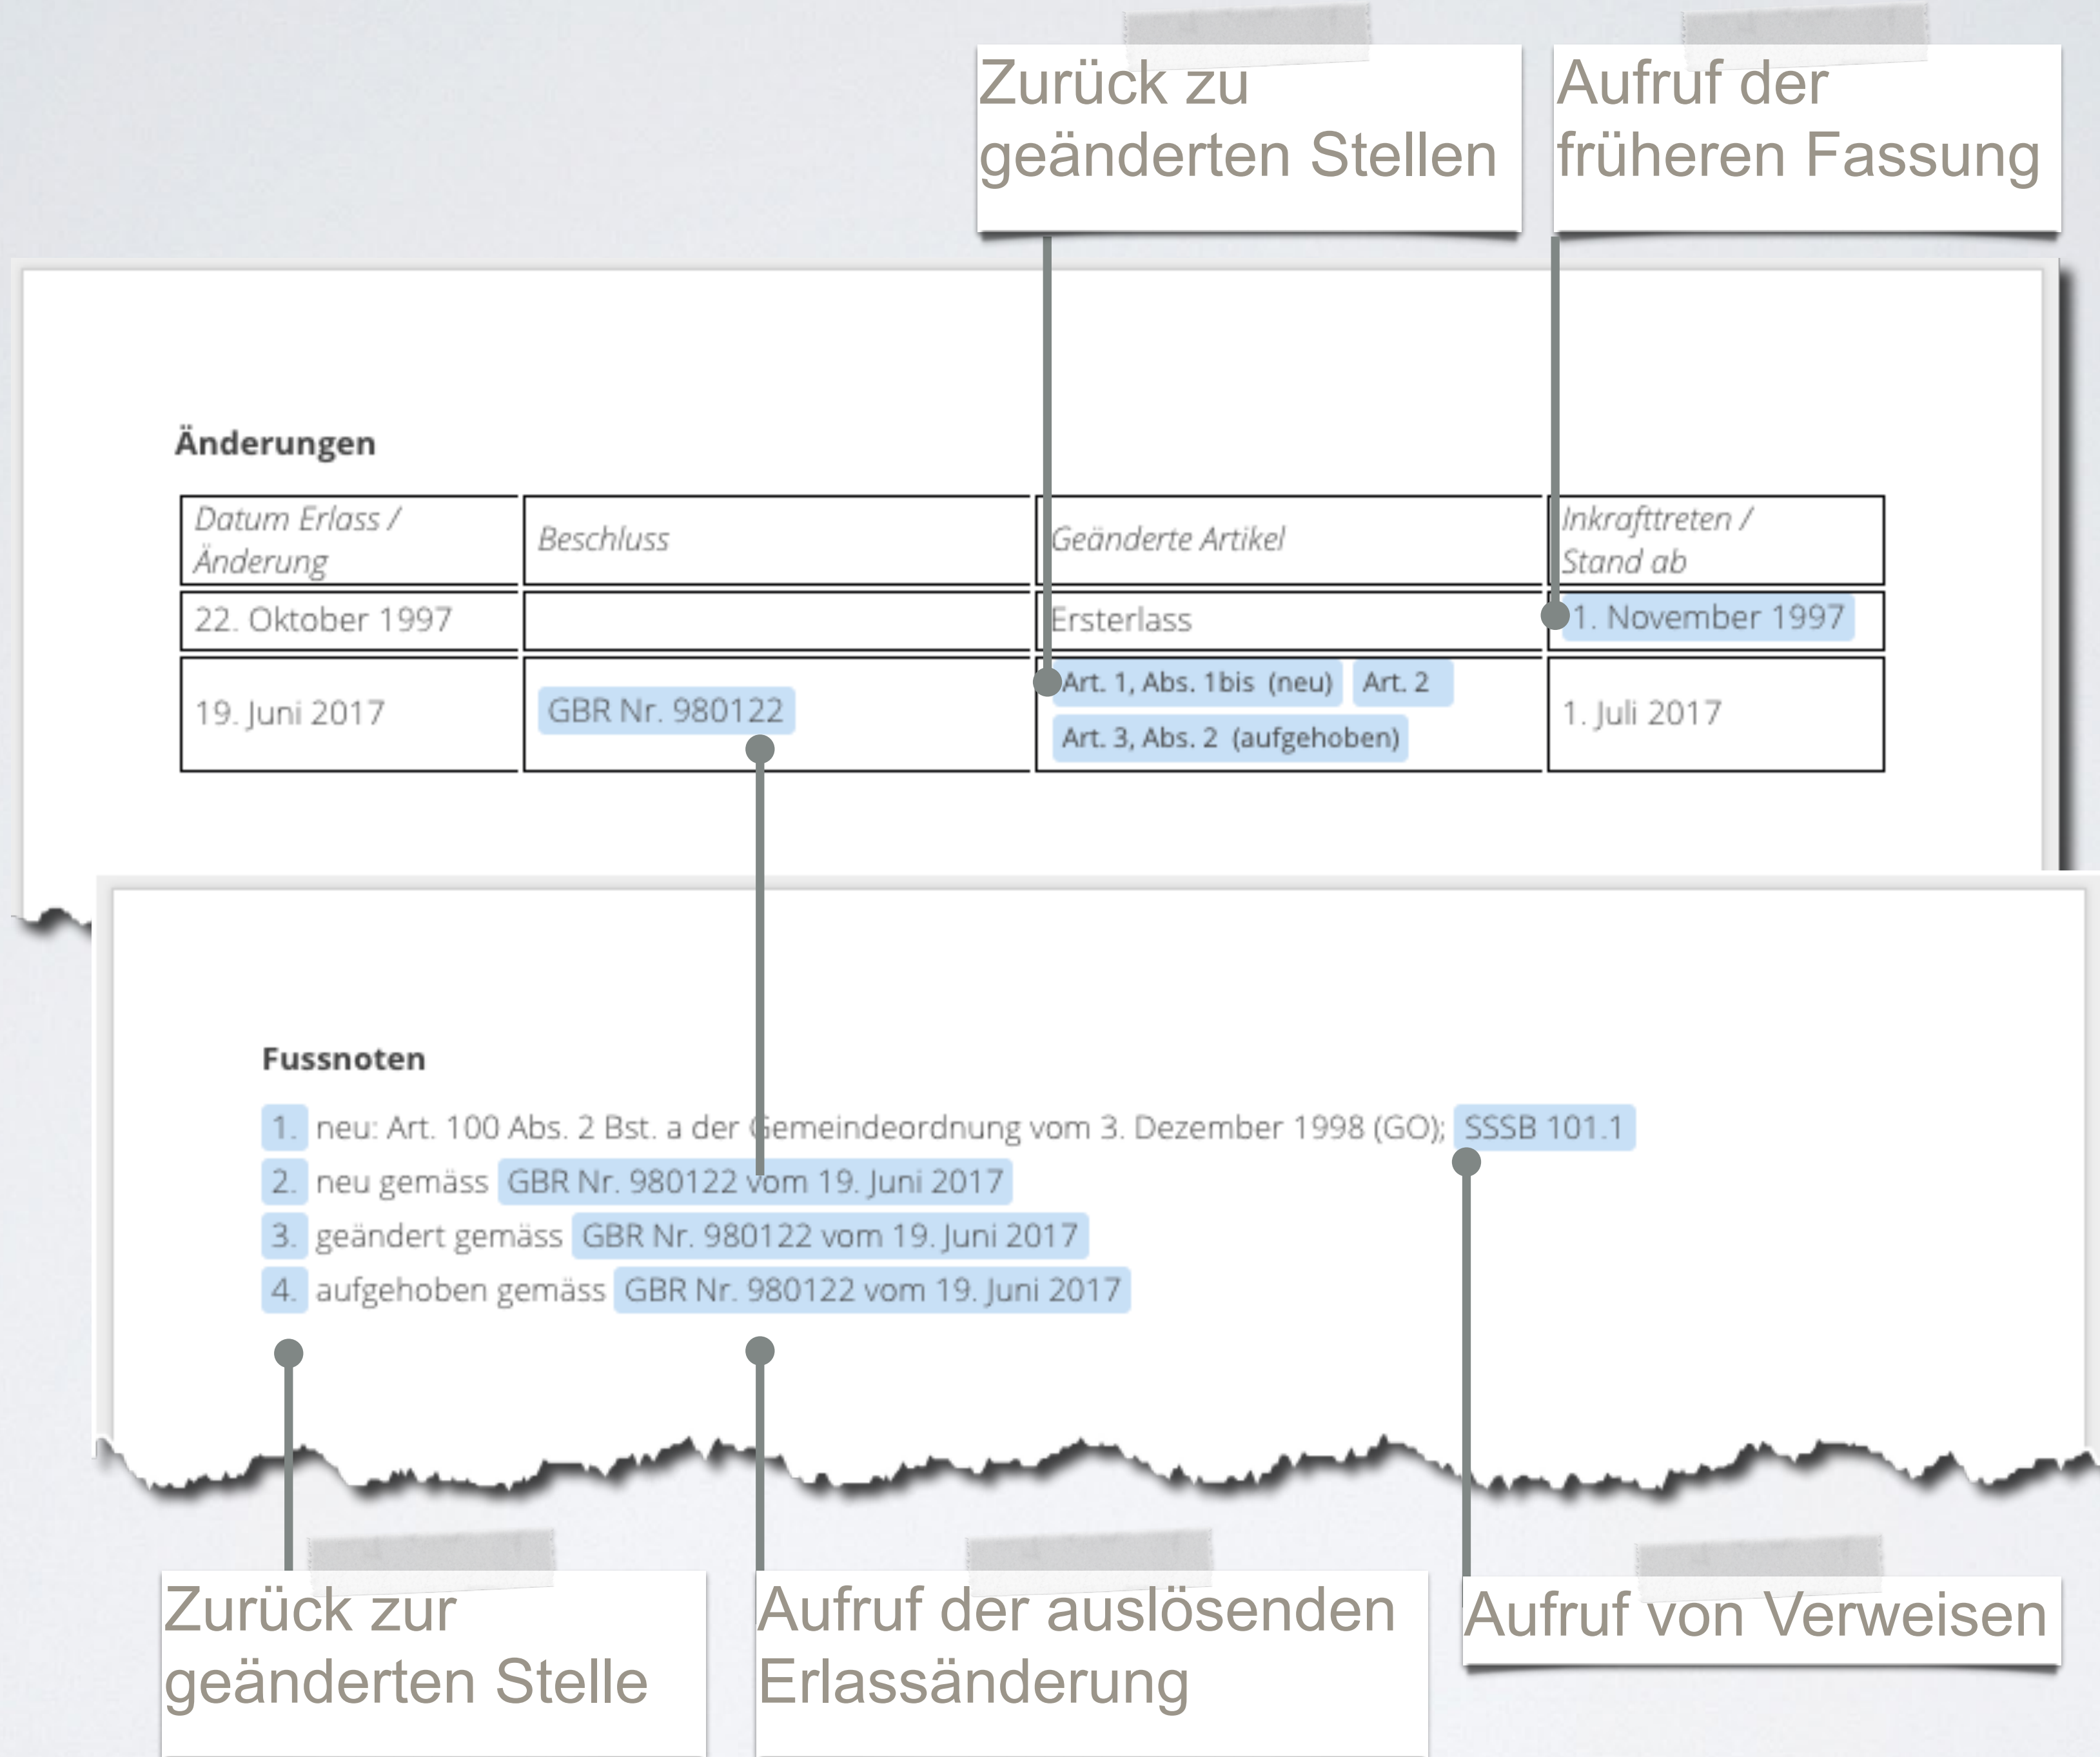 Zurück zu
geänderten Stellen
Aufruf der
früheren Fassung
Änderungen
Datum Erlass /
Änderung
Beschluss
Geänderte Artikel
Inkrafttreten /
Stand ab
22. Oktober 1997
Ersterlass
1. November 1997
19. Juni 2017
GBR Nr. 980122
Art. 1, Abs. 1bis (neu) Art. 2
Art. 3, Abs. 2 (aufgehoben)
1. Juli 2017
Fussnoten
1. neu: Art. 100 Abs. 2 Bst. a der Gemeindeordnung vom 3. Dezember 1998 (GO); SSSB 101.1
2. neu gemäss GBR Nr. 980122 vom 19. Juni 2017
3. geändert gemäss GBR Nr. 980122 vom 19. Juni 2017
4. aufgehoben gemäss GBR Nr. 980122 vom 19. Juni 2017
Zurück zur
geänderten Stelle
Aufruf der auslösenden
Erlassänderung
Aufruf von Verweisen